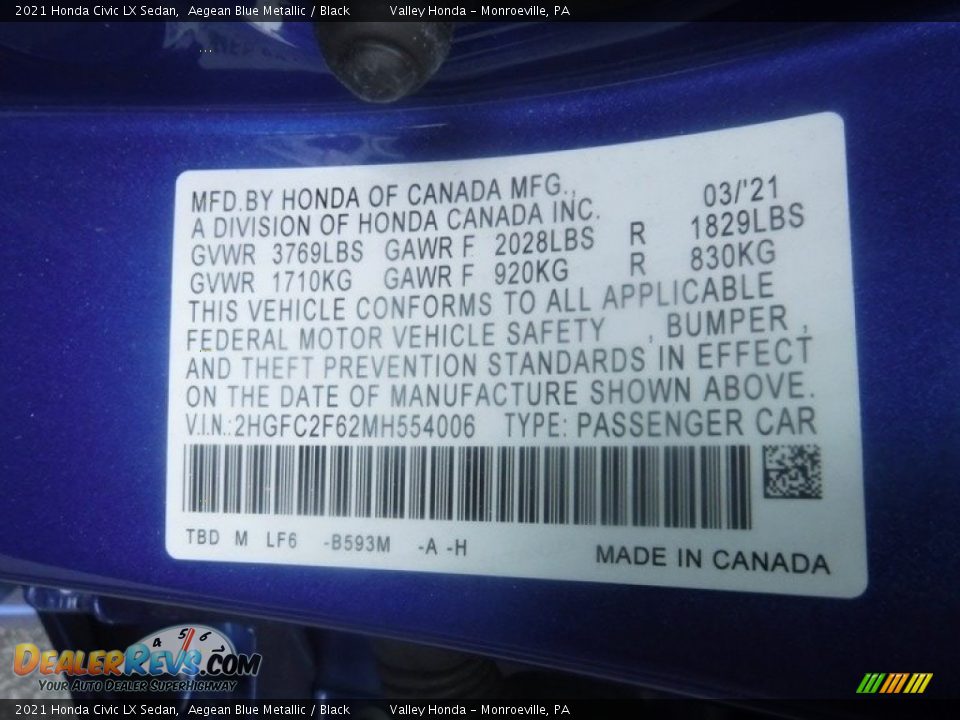 2021 Honda Civic LX Sedan, Aegean Blue Metallic / Black Valley Honda - Monroeville, PA
MFD.BY HONDA OF CANADA MFG., 03/'21
A DIVISION OF HONDA CANADA INC.
GVWR 3769LBS GAWR F 2028LBS R 1829LBS
GVWR 1710KG GAWR F 920KG R 830KG
THIS VEHICLE CONFORMS TO ALL APPLICABLE
FEDERAL MOTOR VEHICLE SAFETY , BUMPER ,
AND THEFT PREVENTION STANDARDS IN EFFECT
ON THE DATE OF MANUFACTURE SHOWN ABOVE.
V.I.N.:2HGFC2F62MH554006 TYPE: PASSENGER CAR
TBD M LF6 -B593M -A -H
MADE IN CANADA
4 5 6
DEALERREVS.COM
YOUR AUTO DEALER SUPERHIGHWAY
2021 Honda Civic LX Sedan, Aegean Blue Metallic / Black Valley Honda - Monroeville, PA